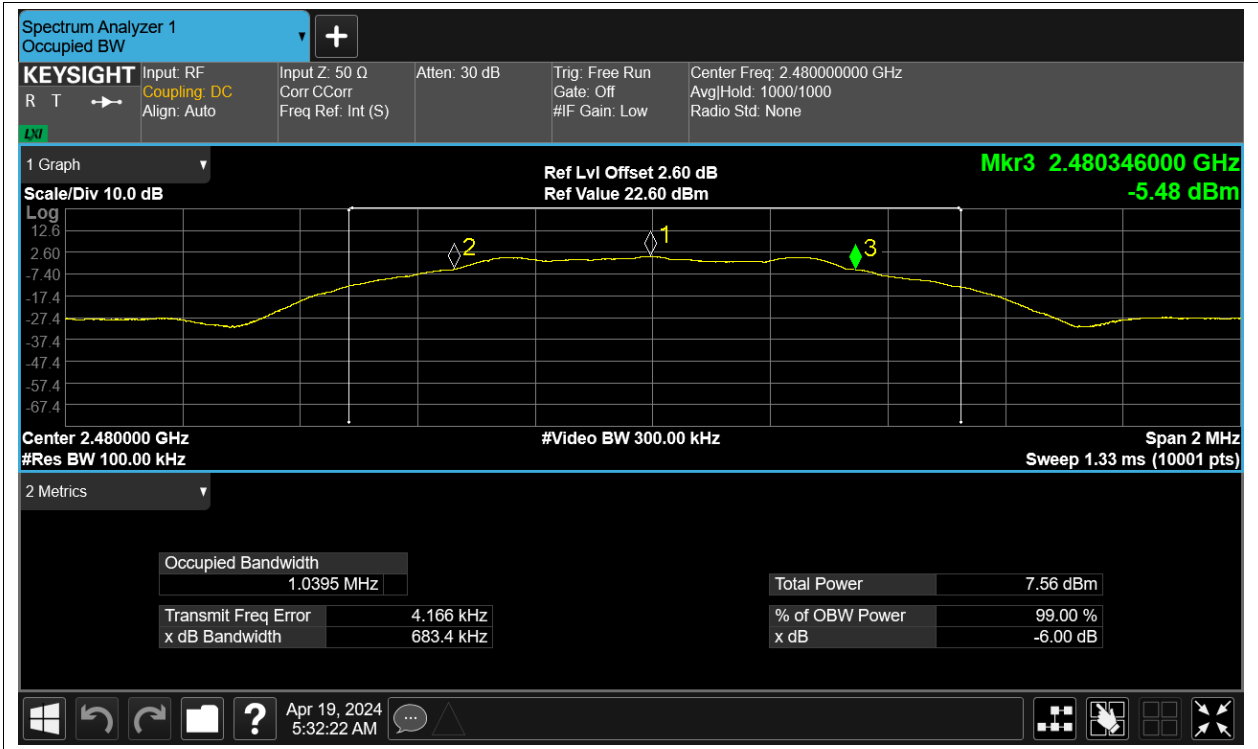 Spectrum Analyzer 1
Occupied BW
+
KEYSIGHT
R T
LXI
Input: RF
Coupling: DC
Align: Auto
Input Z: 50 Ω
Corr CCorr
Freq Ref: Int (S)
Atten: 30 dB
Trig: Free Run
Gate: Off
#IF Gain: Low
Center Freq: 2.480000000 GHz
Avg|Hold: 1000/1000
Radio Std: None
1 Graph
Scale/Div 10.0 dB
Ref Lvl Offset 2.60 dB
Ref Value 22.60 dBm
Mkr3 2.480346000 GHz
-5.48 dBm
Log
12.6
2.60
-7.40
-17.4
-27.4
-37.4
-47.4
-57.4
-67.4
2
1
3
Center 2.480000 GHz
#Res BW 100.00 kHz
#Video BW 300.00 kHz
Span 2 MHz
Sweep 1.33 ms (10001 pts)
2 Metrics
Occupied Bandwidth
1.0395 MHz
Transmit Freq Error 4.166 kHz
x dB Bandwidth 683.4 kHz
Total Power 7.56 dBm
% of OBW Power 99.00 %
x dB -6.00 dB
?
Apr 19, 2024
5:32:22 AM